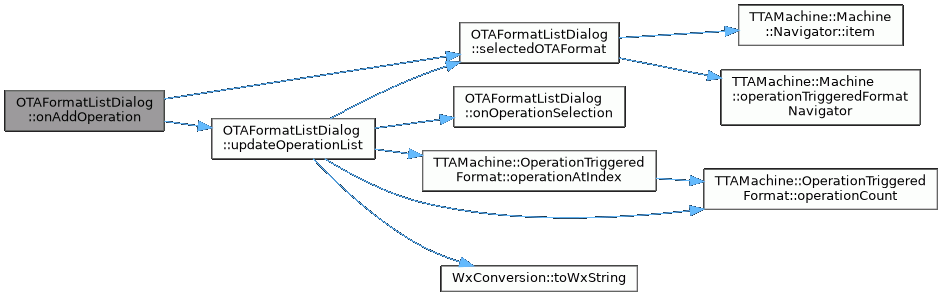 OTAFormatListDialog
::onAddOperation
OTAFormatListDialog
::updateOperationList
OTAFormatListDialog
::selectedOTAFormat
OTAFormatListDialog
::onOperationSelection
TTAMachine::OperationTriggered
Format::operationAtIndex
WxConversion::toWxString
TTAMachine::Machine
::Navigator::item
TTAMachine::Machine
::operationTriggeredFormat
Navigator
TTAMachine::OperationTriggered
Format::operationCount